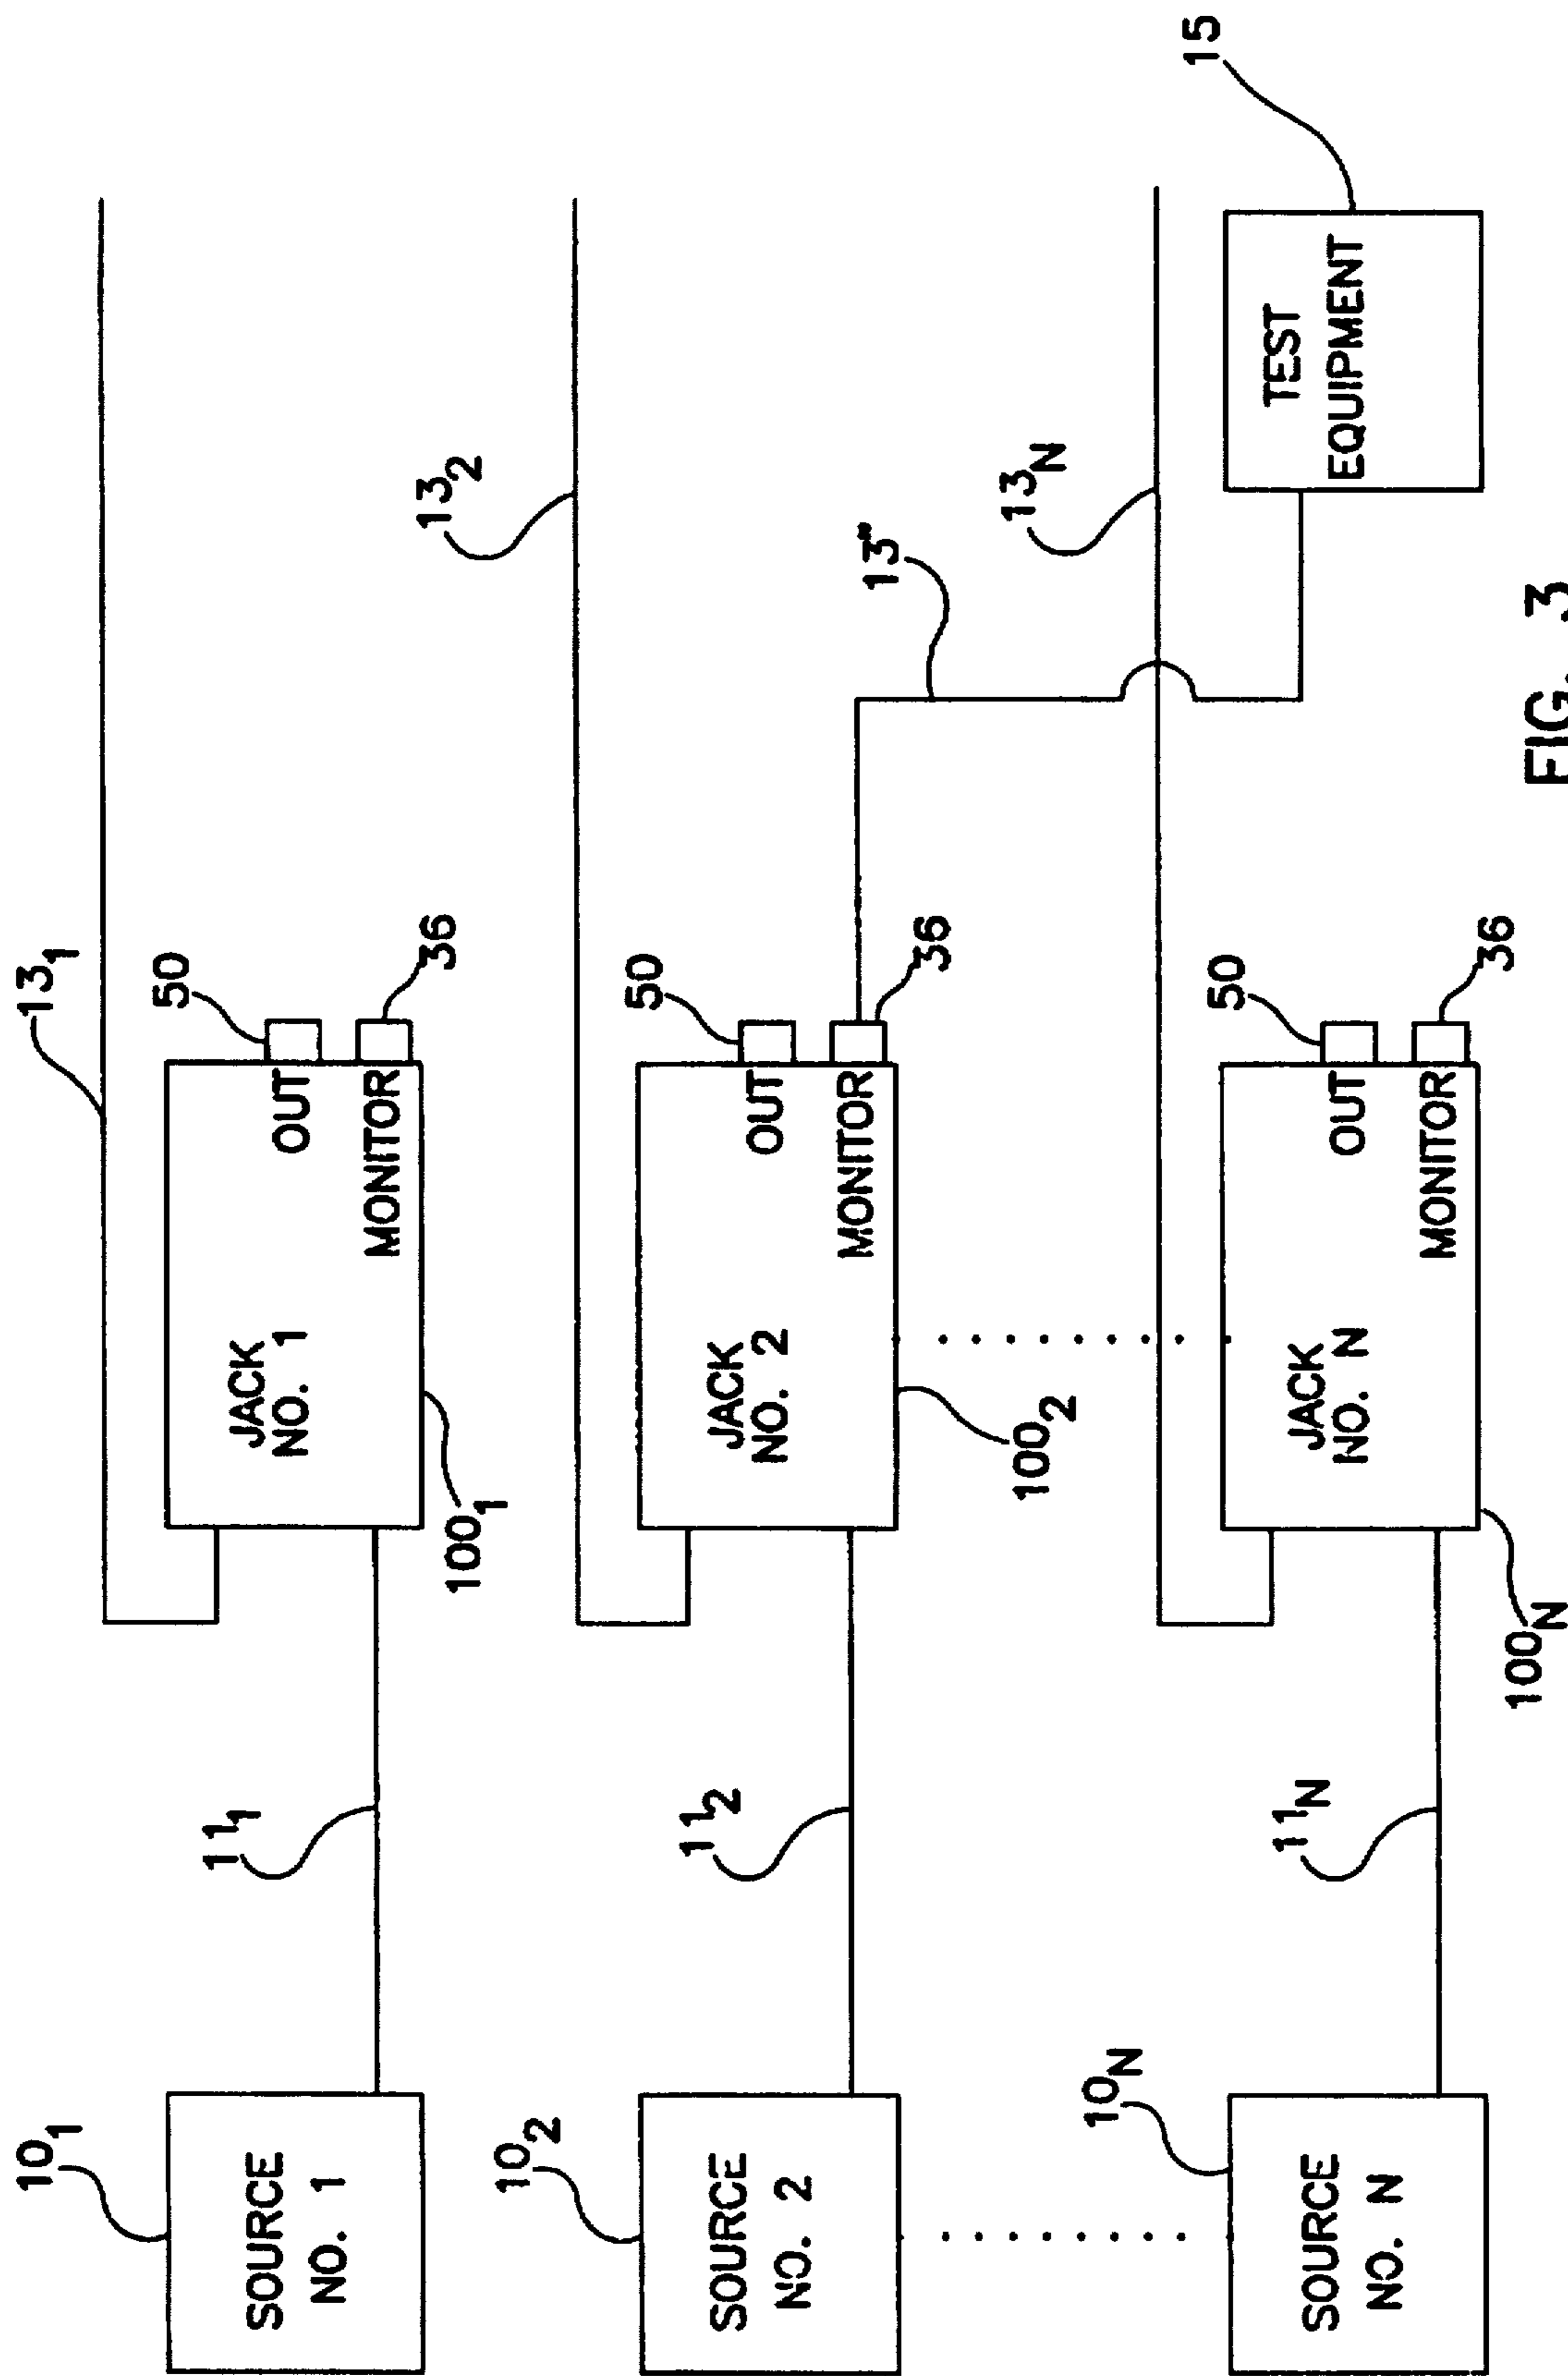 10₁
SOURCE
NO. 1
11₁
13₁
JACK
NO. 1
OUT
MONITOR
50
36
100₁
10₂
SOURCE
NO. 2
11₂
13₂
JACK
NO. 2
OUT
MONITOR
50
36
100₂
13"
10N
SOURCE
NO. N
11N
13N
JACK
NO. N
OUT
MONITOR
50
36
100N
TEST
EQUIPMENT
15
FIG. 3